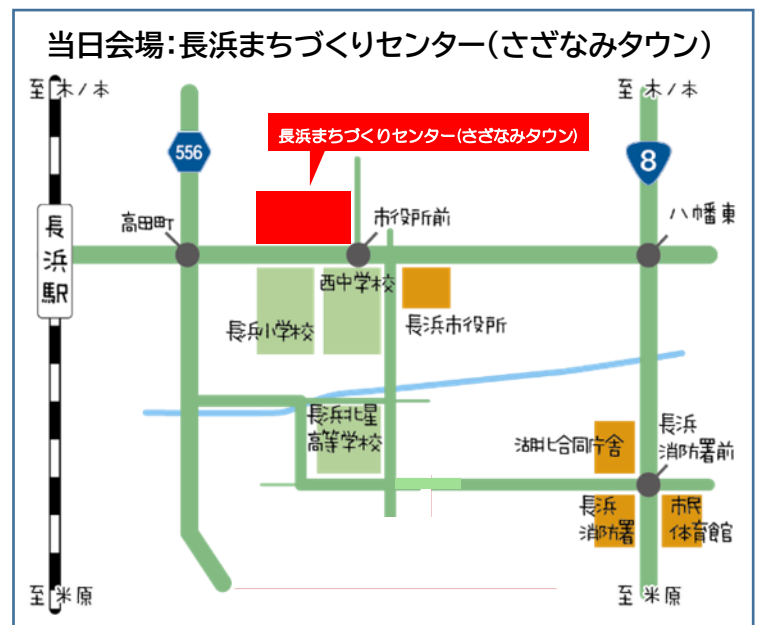 当日会場：長浜まちづくりセンター（さざなみタウン）
至 木ノ本
至 木ノ本
556
長浜まちづくりセンター(さざなみタウン)
8
長浜駅
高田町
市役所前
八幡東
西中学校
長浜小学校
長浜市役所
長浜北星
高等学校
湖北合同庁舎
長浜
消防署前
長浜
消防署
市民
体育館
至 米原
至 米原